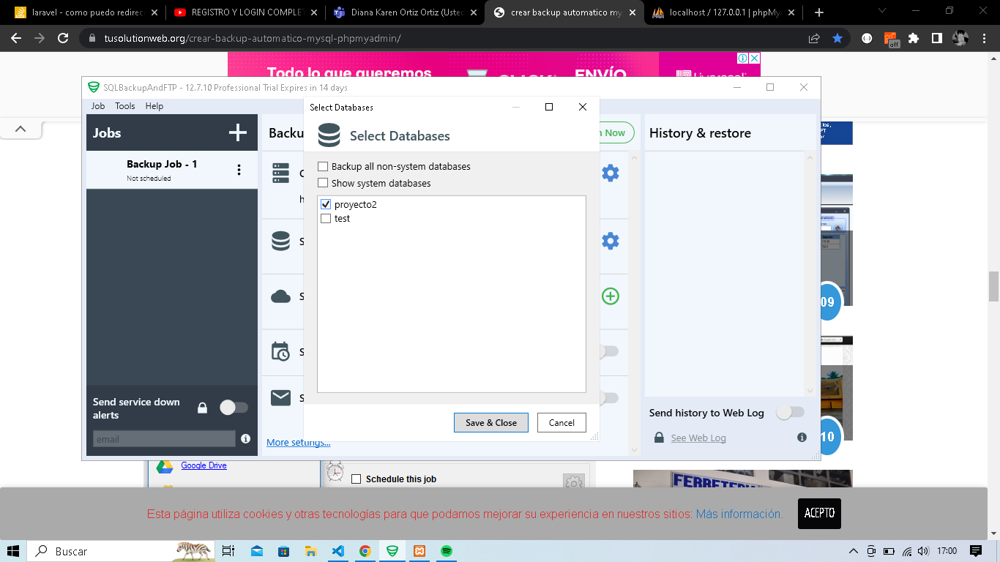 laravel - como puedo redirec
REGISTRO Y LOGIN COMPLET
Diana Karen Ortiz Ortiz (Usted
crear backup automatico my
localhost / 127.0.0.1 | phpMy
tusolutionweb.org/crear-backup-automatico-mysql-phpmyadmin/
off
Todo lo que queremos
ENVÍO
SQLBackupAndFTP - 12.7.10 Professional Trial Expires in 14 days
Job Tools Help
Jobs
Backup Job - 1
Not scheduled
Send service down
alerts
email
Backu
Now
More settings...
Select Databases
Select Databases
Backup all non-system databases
Show system databases
proyecto2
test
Save & Close
Cancel
History & restore
Send history to Web Log
See Web Log
09
10
Google Drive
Schedule this job
FERRETER
Esta página utiliza cookies y otras tecnologías para que podamos mejorar su experiencia en nuestros sitios: Más información.
ACEPTO
Buscar
17:00